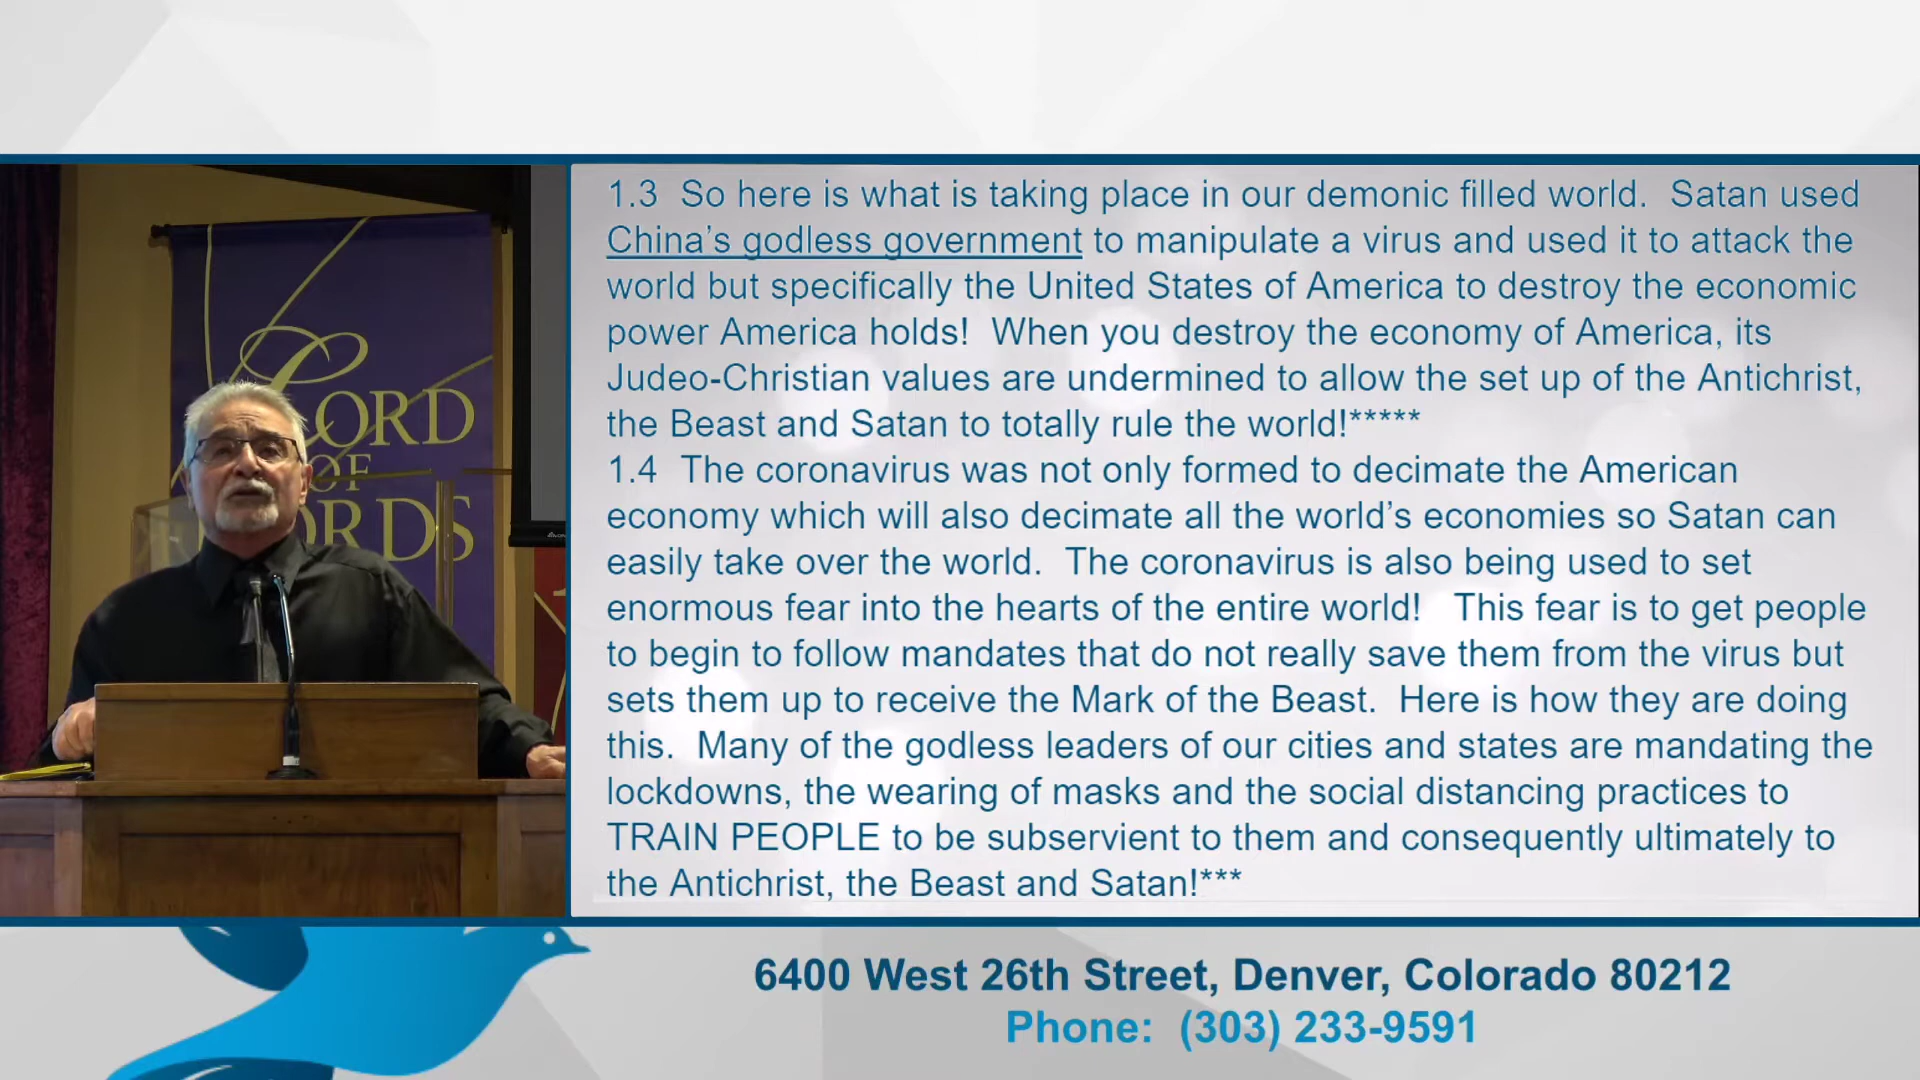 LORD
OF
ORDS
1.3 So here is what is taking place in our demonic filled world. Satan used
China’s godless government to manipulate a virus and used it to attack the
world but specifically the United States of America to destroy the economic
power America holds! When you destroy the economy of America, its
Judeo-Christian values are undermined to allow the set up of the Antichrist,
the Beast and Satan to totally rule the world!*****
1.4 The coronavirus was not only formed to decimate the American
economy which will also decimate all the world’s economies so Satan can
easily take over the world. The coronavirus is also being used to set
enormous fear into the hearts of the entire world! This fear is to get people
to begin to follow mandates that do not really save them from the virus but
sets them up to receive the Mark of the Beast. Here is how they are doing
this. Many of the godless leaders of our cities and states are mandating the
lockdowns, the wearing of masks and the social distancing practices to
TRAIN PEOPLE to be subservient to them and consequently ultimately to
the Antichrist, the Beast and Satan!***
6400 West 26th Street, Denver, Colorado 80212
Phone: (303) 233-9591